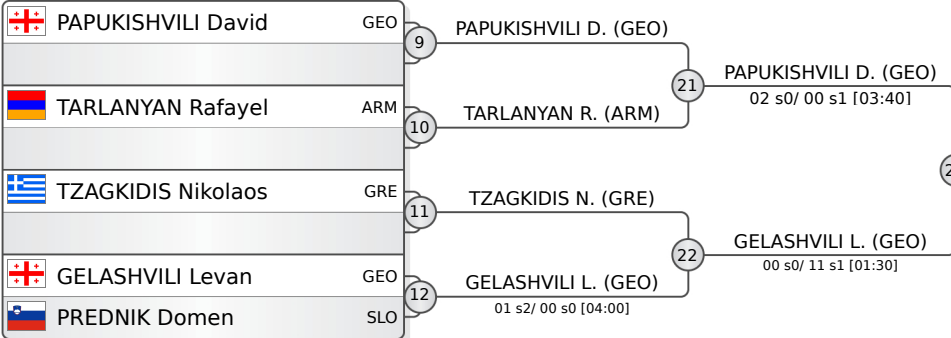 PAPUKISHVILI David GEO
TARLANYAN Rafayel ARM
TZAGKIDIS Nikolaos GRE
GELASHVILI Levan GEO
PREDNIK Domen SLO
9
10
11
12
PAPUKISHVILI D. (GEO)
TARLANYAN R. (ARM)
TZAGKIDIS N. (GRE)
GELASHVILI L. (GEO)
01 s2/ 00 s0 [04:00]
21
22
PAPUKISHVILI D. (GEO)
02 s0/ 00 s1 [03:40]
GELASHVILI L. (GEO)
00 s0/ 11 s1 [01:30]